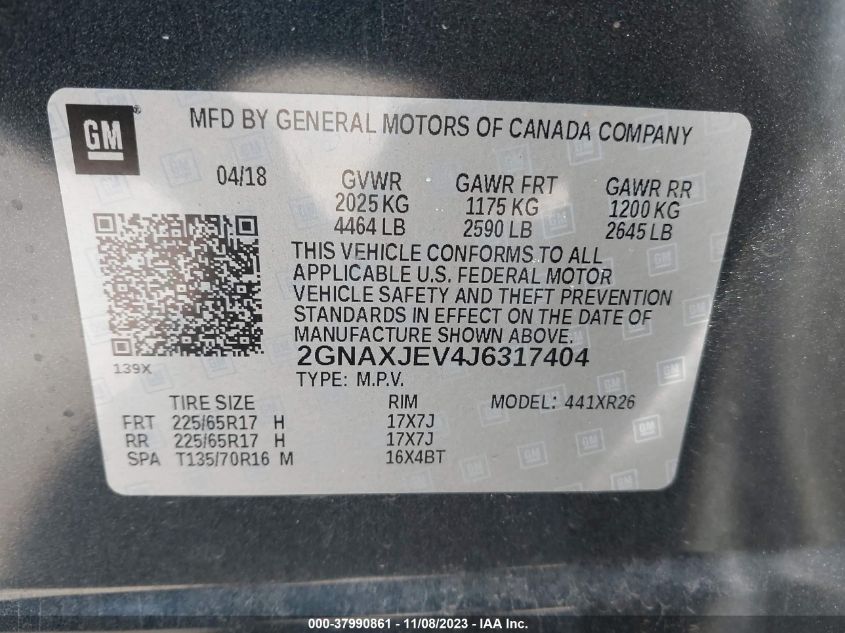 GM
MFD BY GENERAL MOTORS OF CANADA COMPANY
04/18 GVWR GAWR FRT GAWR RR
2025 KG 1175 KG 1200 KG
4464 LB 2590 LB 2645 LB
THIS VEHICLE CONFORMS TO ALL
APPLICABLE U.S. FEDERAL MOTOR
VEHICLE SAFETY AND THEFT PREVENTION
STANDARDS IN EFFECT ON THE DATE OF
MANUFACTURE SHOWN ABOVE.
139X 2GNAXJEV4J6317404
TYPE: M.P.V.
TIRE SIZE RIM MODEL: 441XR26
FRT 225/65R17 H 17X7J
RR 225/65R17 H 17X7J
SPA T135/70R16 M 16X4BT
000-37990861 - 11/08/2023 - IAA Inc.